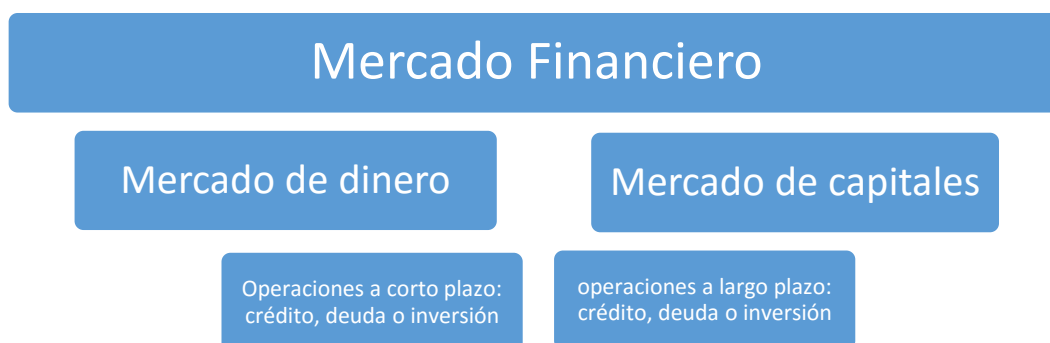 Mercado Financiero
Mercado de dinero
Mercado de capitales
Operaciones a corto plazo:
crédito, deuda o inversión
operaciones a largo plazo:
crédito, deuda o inversión